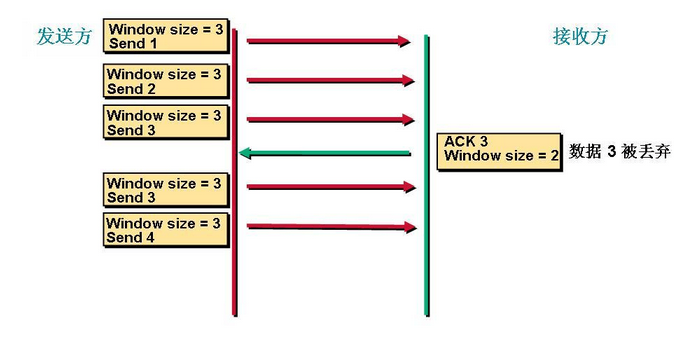 发送方
接收方
Window size = 3
Send 1
Window size = 3
Send 2
Window size = 3
Send 3
ACK 3
Window size = 2
数据 3 被丢弃
Window size = 3
Send 3
Window size = 3
Send 4